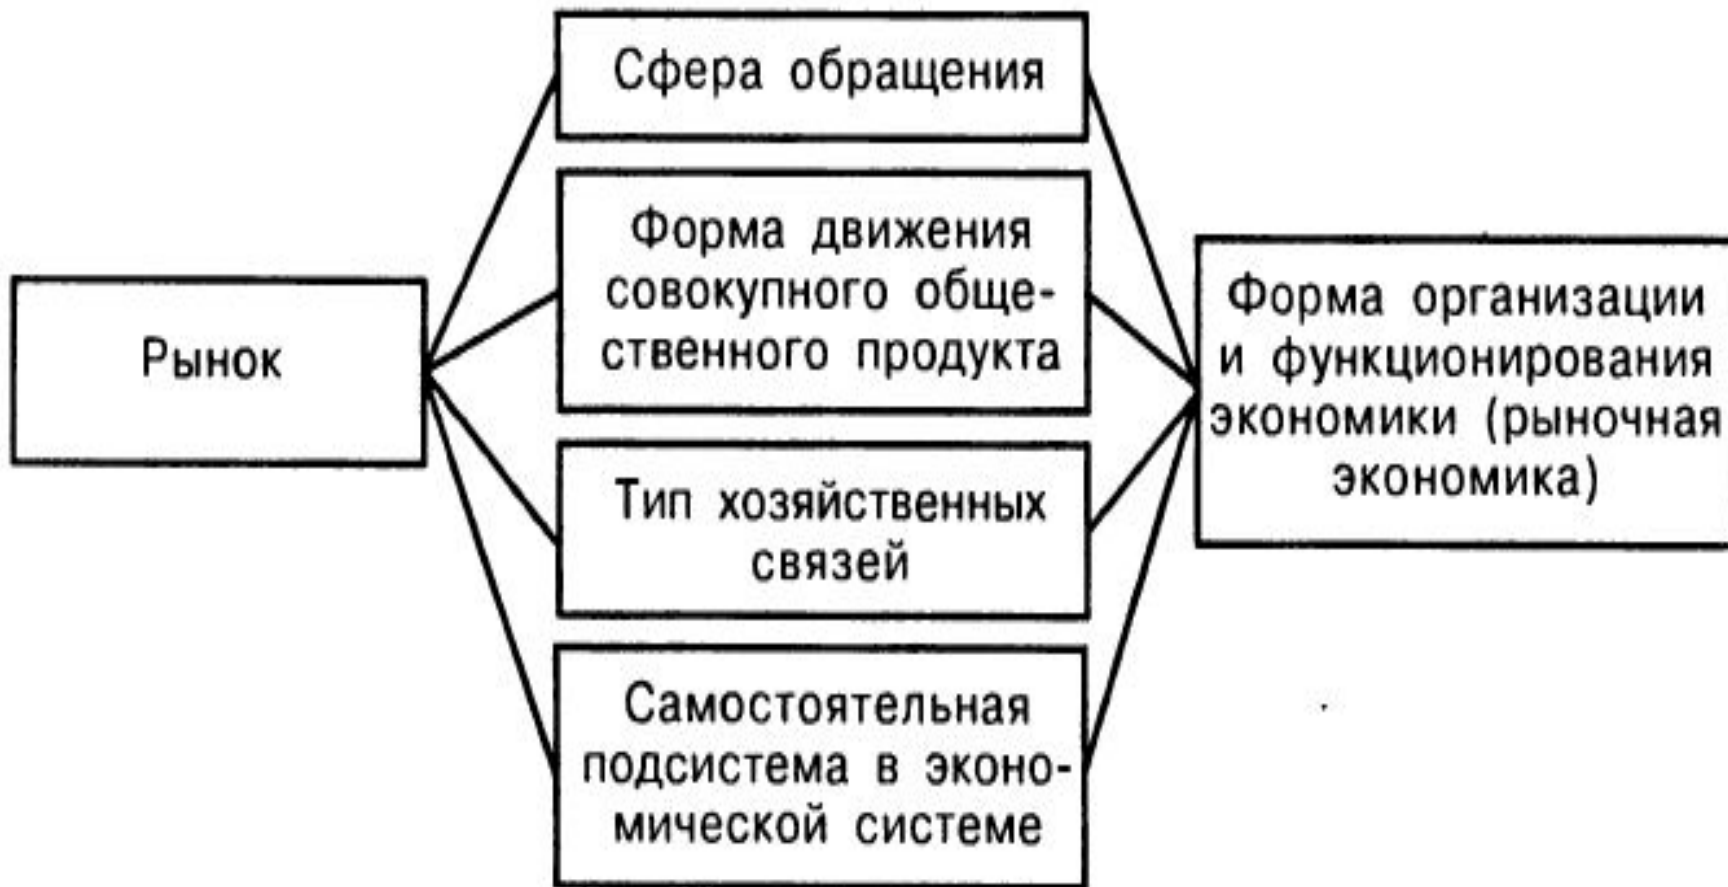 Сфера обращения
Форма движения
совокупного обще-
ственного продукта
Рынок
Форма организации
и функционирования
экономики (рыночная
экономика)
Тип хозяйственных
связей
Самостоятельная
подсистема в эконо-
мической системе